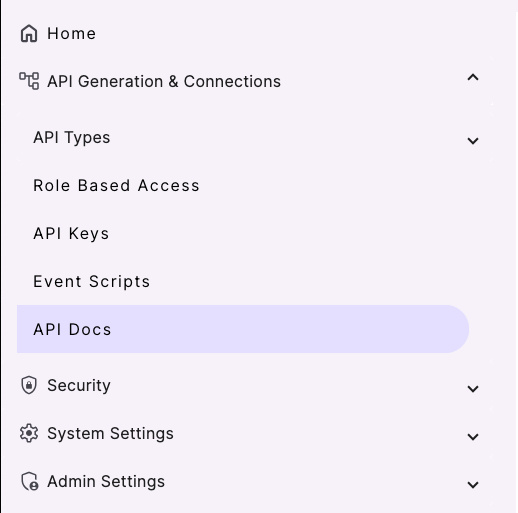 Home
API Generation & Connections
API Types
Role Based Access
API Keys
Event Scripts
API Docs
Security
System Settings
Admin Settings